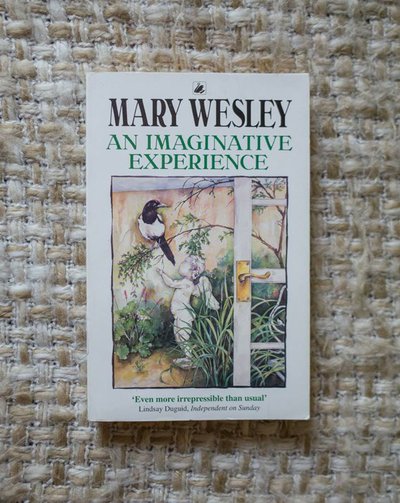 MARY WESLEY
AN IMAGINATIVE
EXPERIENCE
‘Even more irrepressible than usual’
Lindsay Duguid, Independent on Sunday